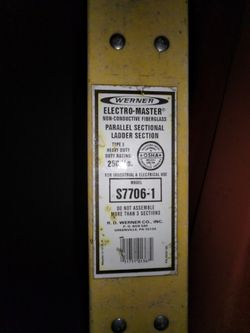 WERNER
ELECTRO-MASTER®
NON-CONDUCTIVE FIBERGLASS
PARALLEL SECTIONAL
LADDER SECTION
TYPE I
HEAVY DUTY
DUTY RATING
250
OSHA
FOR INDUSTRIAL & ELECTRICAL USE
MODEL
S7706-1
DO NOT ASSEMBLE
MORE THAN 3 SECTIONS
R. D. WERNER CO., INC.
GREENVILLE, PA